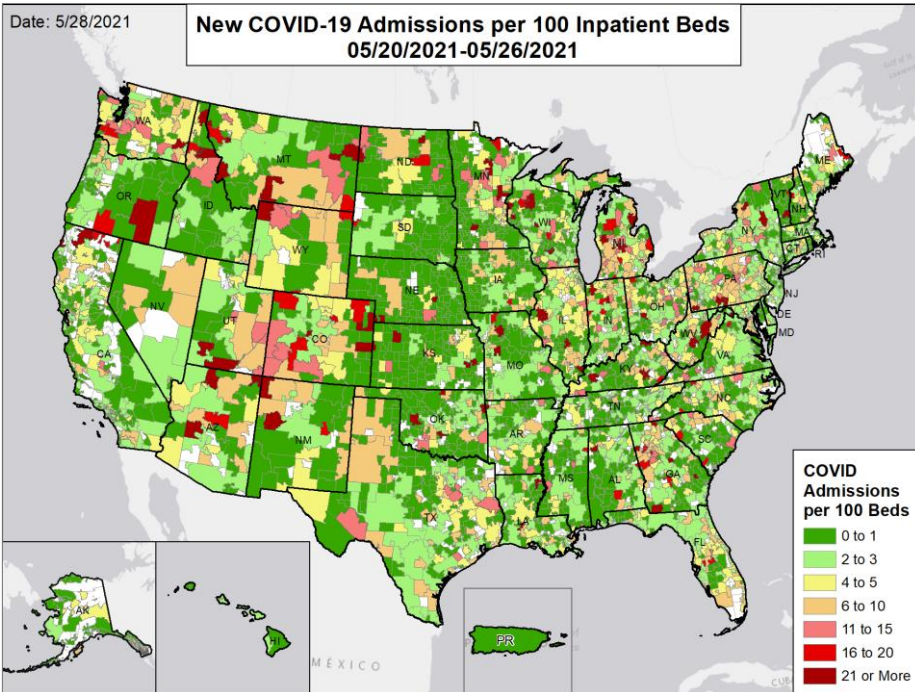 Date: 5/28/2021
New COVID-19 Admissions per 100 Inpatient Beds
05/20/2021-05/26/2021
WA
MT
ND
MN
ME
OR
ID
SD
WI
MI
VT
NH
NY
MA
CT
RI
WY
IA
NE
NV
UT
CO
IL
OH
NJ
DE
MD
WV
VA
CA
KS
MO
KY
AZ
NM
OK
AR
TN
NC
SC
MS
AL
GA
TX
LA
FL
AK
HI
PR
MÉXICO
COVID
Admissions
per 100 Beds
0 to 1
2 to 3
4 to 5
6 to 10
11 to 15
16 to 20
21 or More